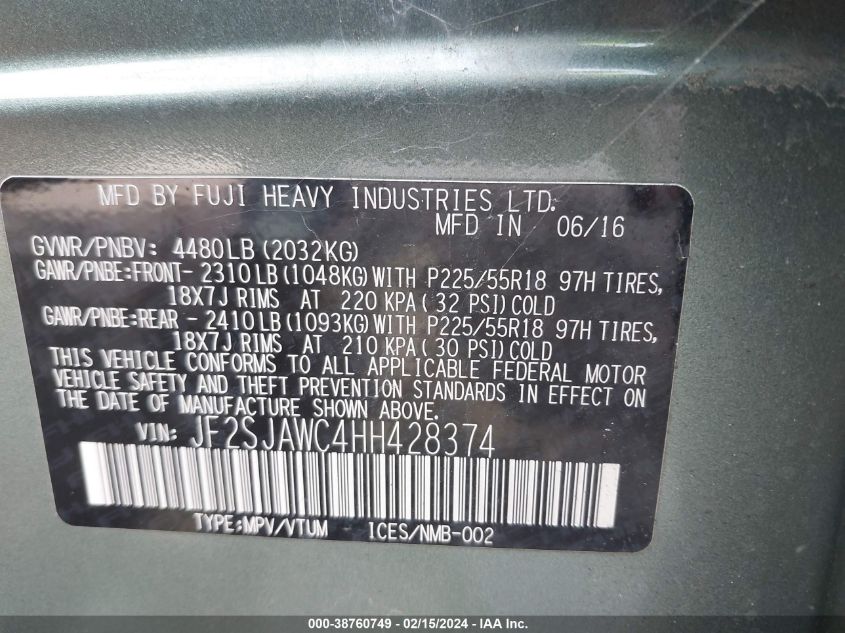 MFD BY FUJI HEAVY INDUSTRIES LTD.
MFD IN 06/16
GVWR/PNBV: 4480LB (2032KG)
GAWR/PNBE:FRONT- 2310LB (1048KG) WITH P225/55R18 97H TIRES,
18X7J RIMS AT 220 KPA( 32 PSI) COLD
GAWR/PNBE:REAR - 2410LB (1093KG) WITH P225/55R18 97H TIRES,
18X7J RIMS AT 210 KPA( 30 PSI) COLD
THIS VEHICLE CONFORMS TO ALL APPLICABLE FEDERAL MOTOR
VEHICLE SAFETY AND THEFT PREVENTION STANDARDS IN EFFECT ON
THE DATE OF MANUFACTURE SHOWN ABOVE.
VIN: JF2SJAWC4HH428374
TYPE:MPV/VTUM ICES/NMB-002
000-38760749 - 02/15/2024 - IAA Inc.